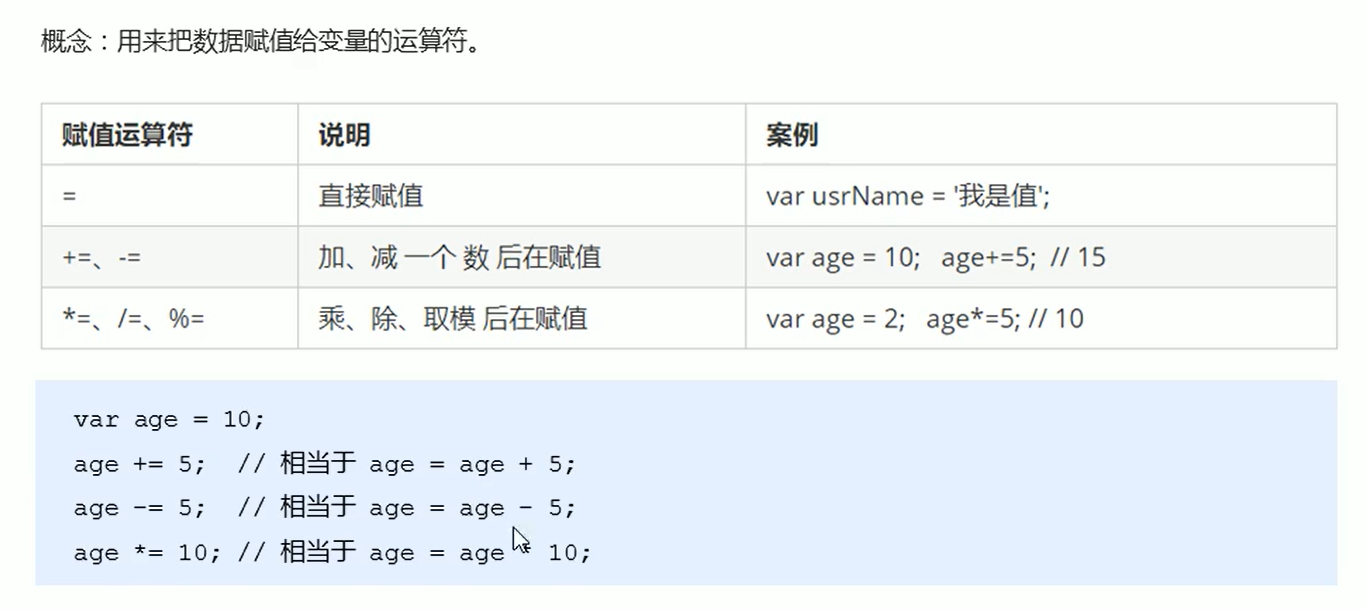 概念：用来把数据赋值给变量的运算符。
赋值运算符 说明 案例
= 直接赋值 var usrName = '我是值';
+=、-= 加、减 一个 数 后在赋值 var age = 10; age+=5; // 15
*=、/=、%= 乘、除、取模 后在赋值 var age = 2; age*=5; // 10
var age = 10;
age += 5; // 相当于 age = age + 5;
age -= 5; // 相当于 age = age - 5;
age *= 10; // 相当于 age = age 10;